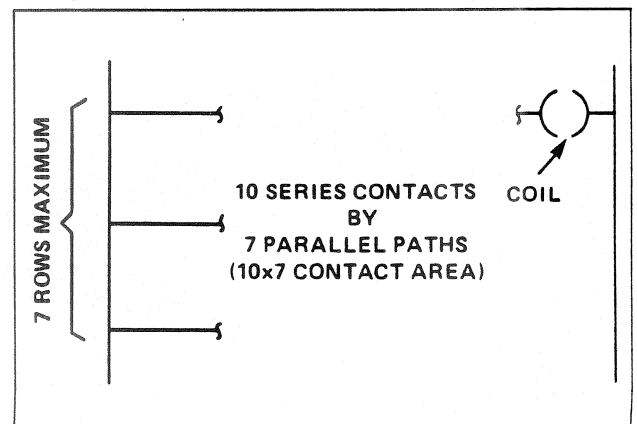 7 ROWS MAXIMUM
10 SERIES CONTACTS
BY
7 PARALLEL PATHS
(10x7 CONTACT AREA)
COIL